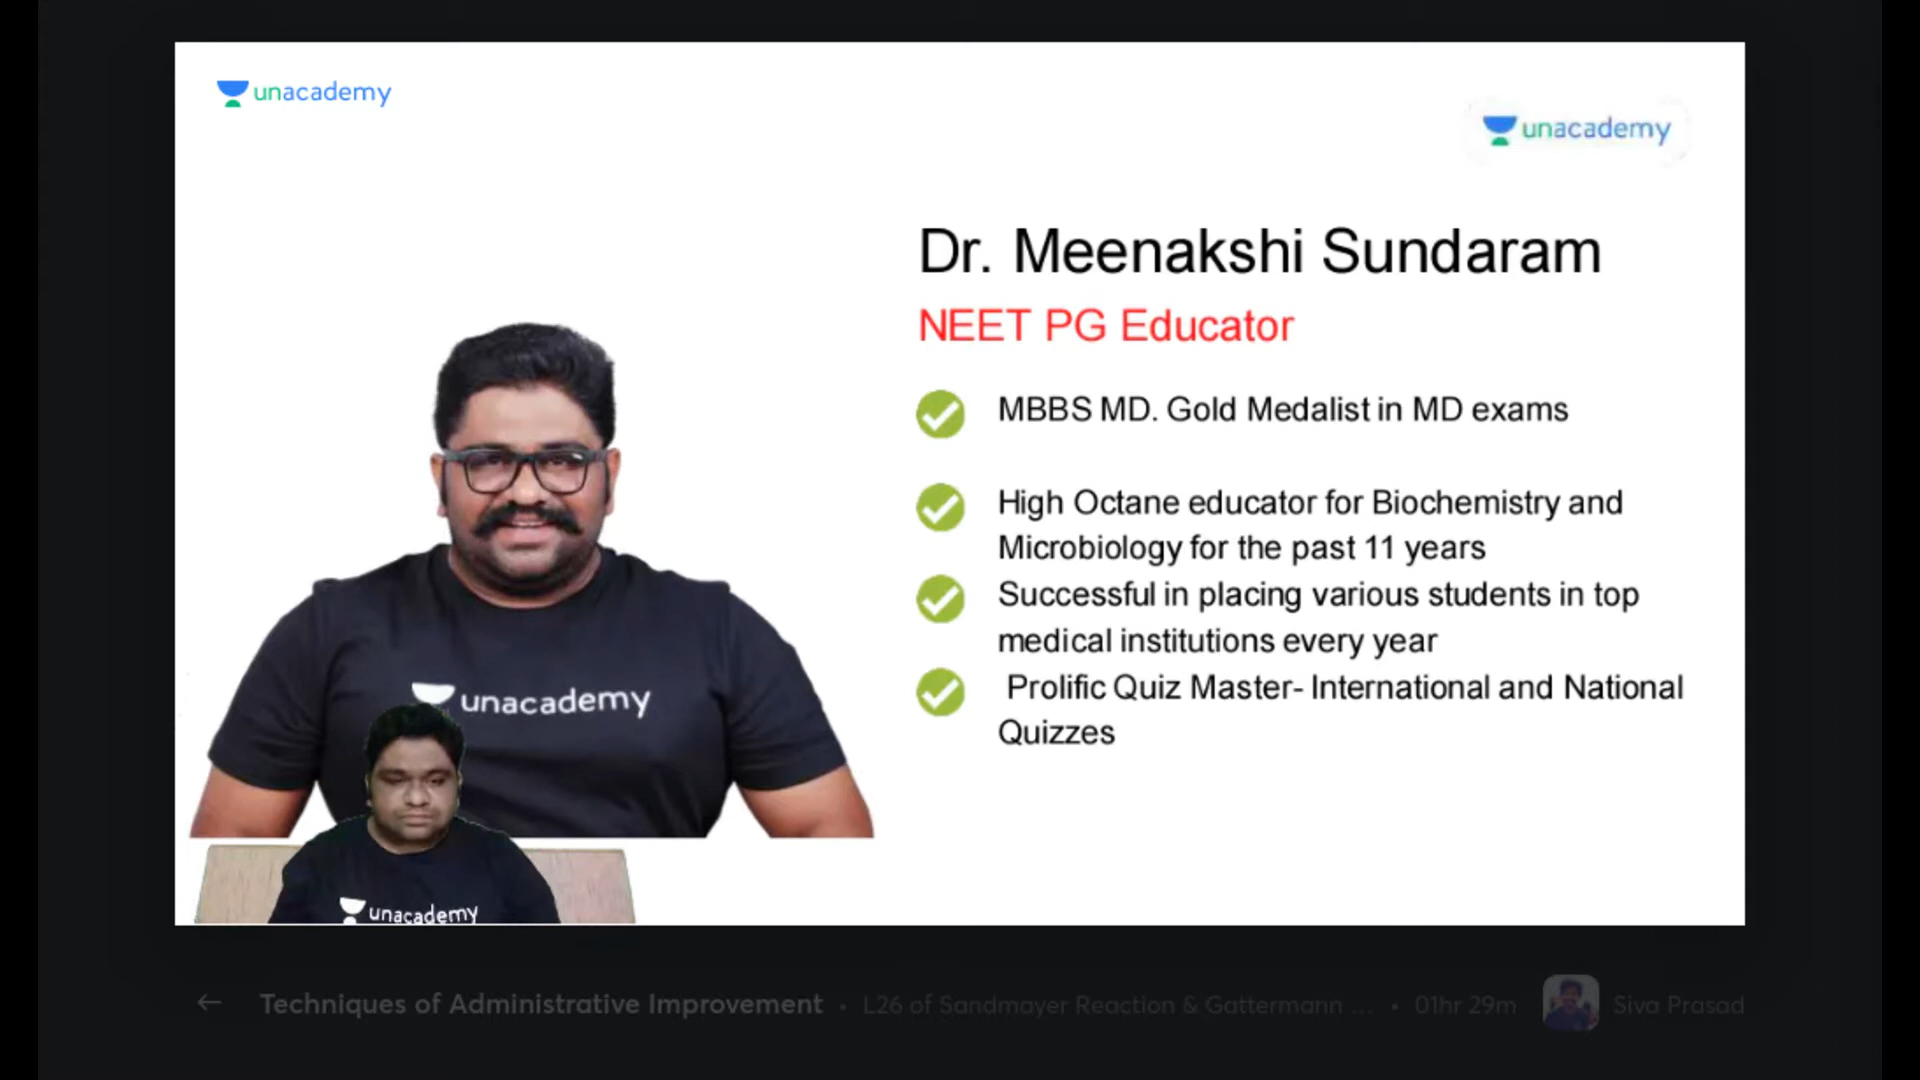 unacademy
unacademy
Dr. Meenakshi Sundaram
NEET PG Educator
MBBS MD. Gold Medalist in MD exams
High Octane educator for Biochemistry and
Microbiology for the past 11 years
Successful in placing various students in top
medical institutions every year
Prolific Quiz Master- International and National
Quizzes
unacademy
unacademy
Techniques of Administrative Improvement • L26 of Sandmayer Reaction & Gattermann ... • 01hr 29m Siva Prasad